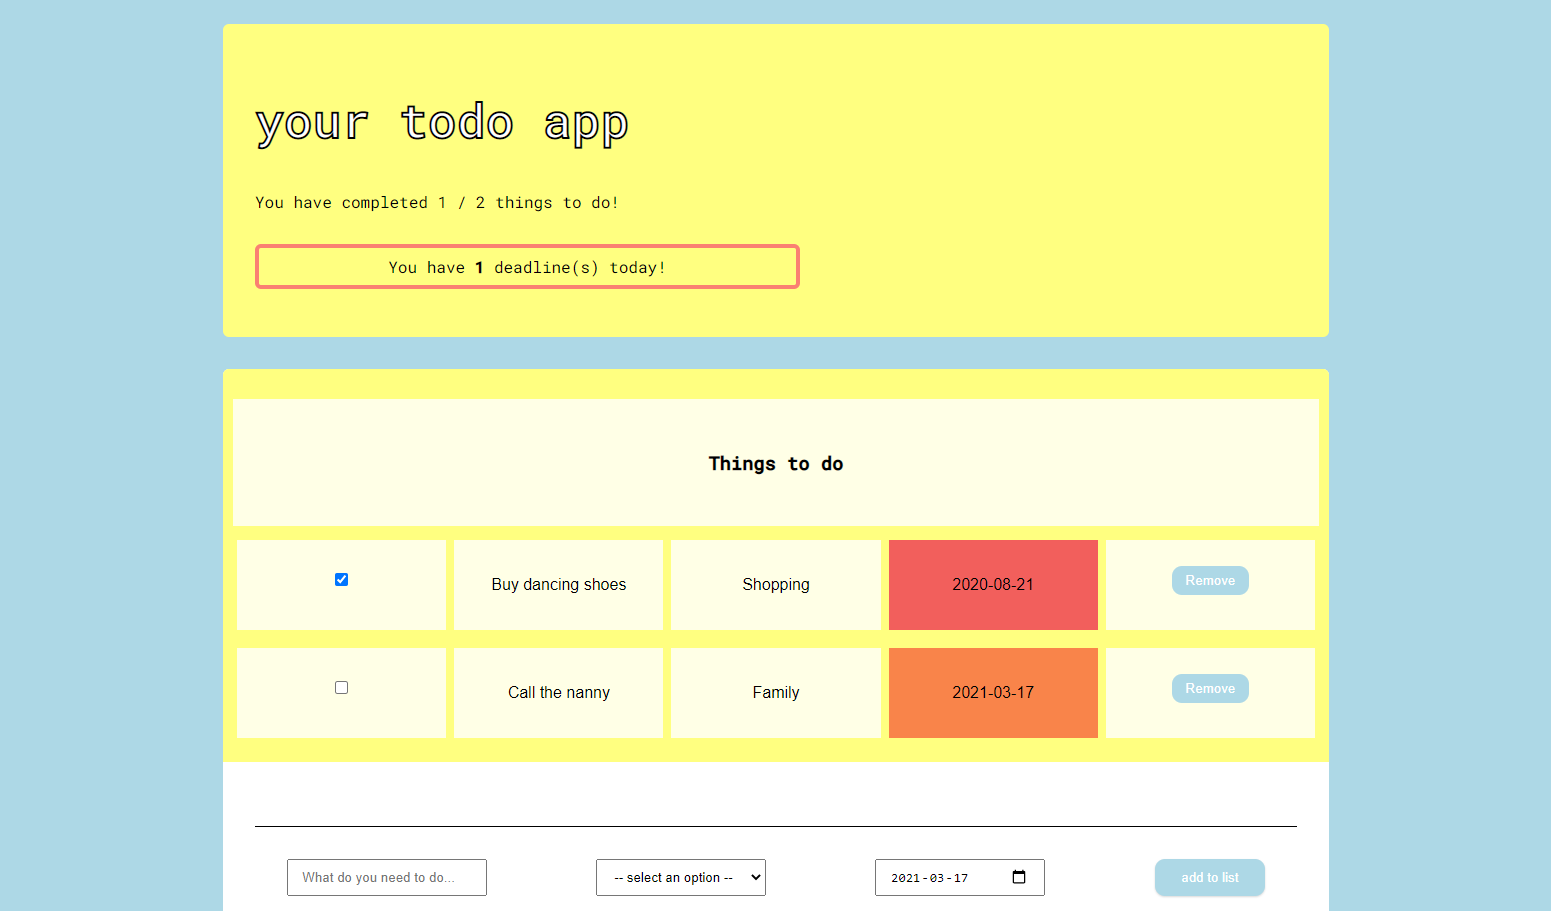 your todo app
You have completed 1 / 2 things to do!
You have 1 deadline(s) today!
Things to do
Buy dancing shoes Shopping 2020-08-21 Remove
Call the nanny Family 2021-03-17 Remove
What do you need to do... -- select an option -- 2021-03-17 add to list